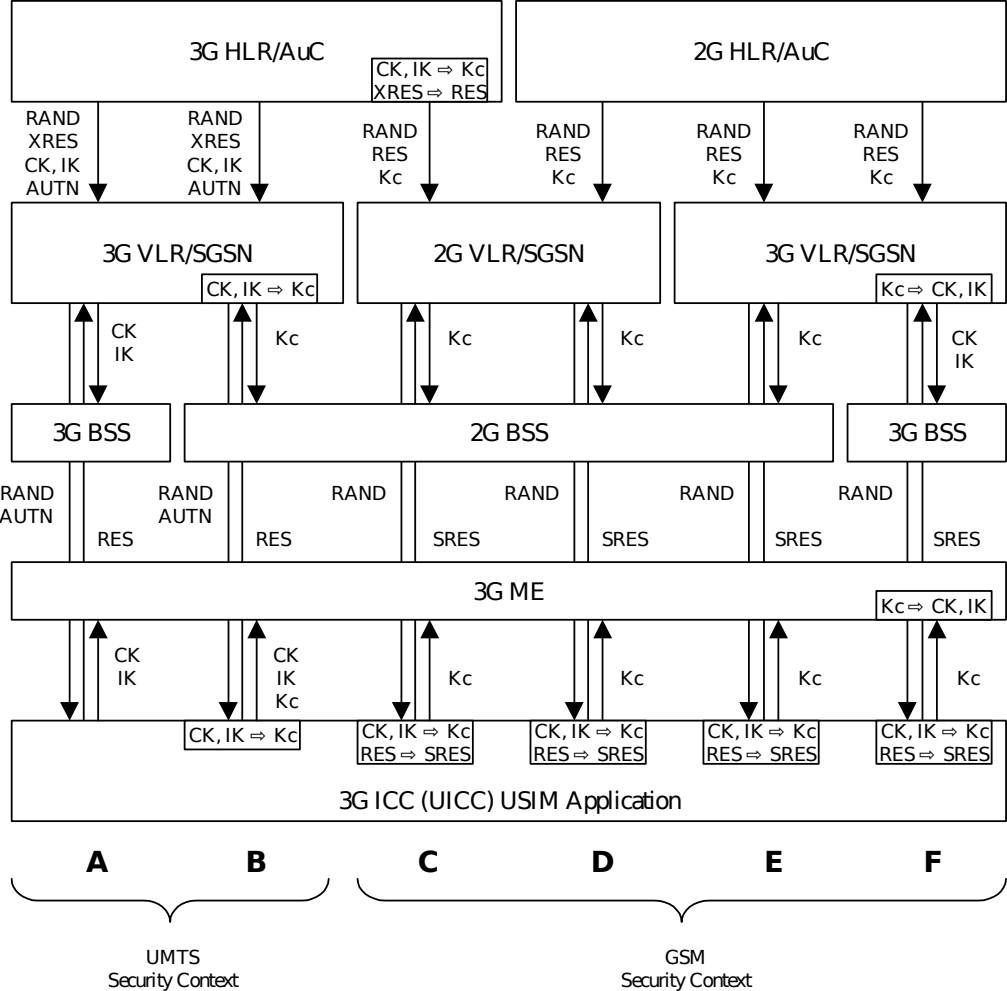 3G HLR/AuC
CK, IK ⇨ Kc
XRES ⇨ RES
2G HLR/AuC
RAND
XRES
CK, IK
AUTN
RAND
XRES
CK, IK
AUTN
RAND
RES
Kc
RAND
RES
Kc
RAND
RES
Kc
RAND
RES
Kc
3G VLR/SGSN
CK, IK ⇨ Kc
2G VLR/SGSN
3G VLR/SGSN
Kc ⇨ CK, IK
CK
IK
Kc
Kc
Kc
Kc
CK
IK
3G BSS
2G BSS
3G BSS
RAND
AUTN
RES
RAND
AUTN
RES
RAND
SRES
RAND
SRES
RAND
SRES
RAND
SRES
3G ME
Kc ⇨ CK, IK
CK
IK
CK
IK
Kc
Kc
Kc
Kc
Kc
CK, IK ⇨ Kc
CK, IK ⇨ Kc
RES ⇨ SRES
CK, IK ⇨ Kc
RES ⇨ SRES
CK, IK ⇨ Kc
RES ⇨ SRES
CK, IK ⇨ Kc
RES ⇨ SRES
3G ICC (UICC) USIM Application
A B C D E F
UMTS
Security Context
GSM
Security Context